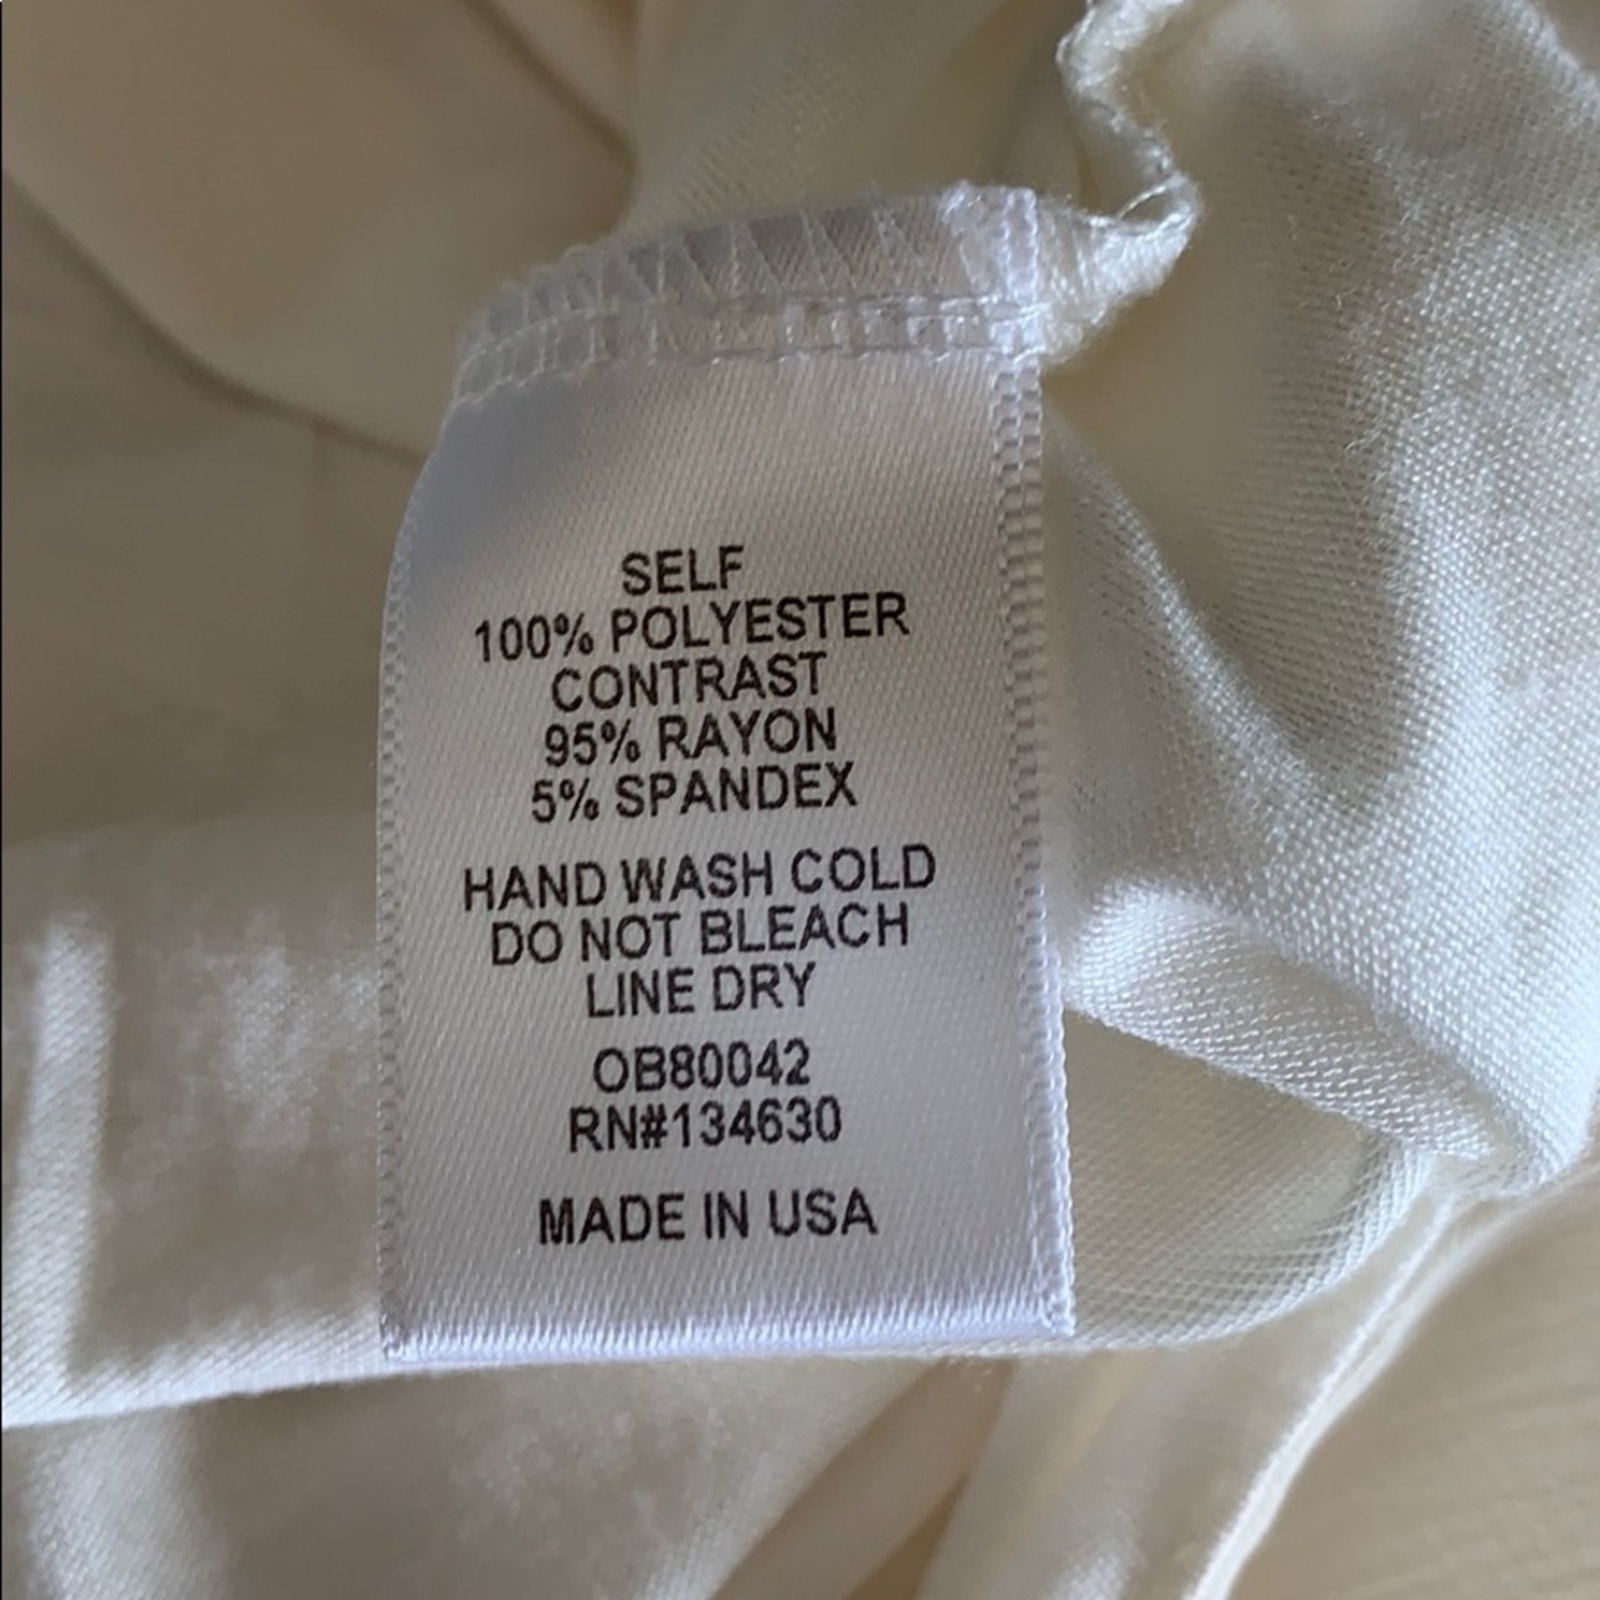 SELF
100% POLYESTER
CONTRAST
95% RAYON
5% SPANDEX
HAND WASH COLD
DO NOT BLEACH
LINE DRY
OB80042
RN#134630
MADE IN USA